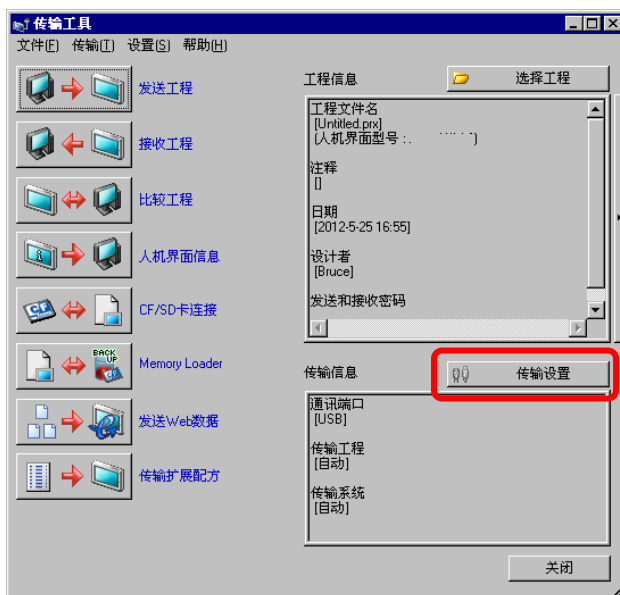 传输工具
文件(F) 传输(T) 设置(S) 帮助(H)
发送工程
接收工程
比较工程
人机界面信息
CF/SD卡连接
Memory Loader
发送Web数据
传输扩展配方
CF
BACK UP
工程信息
选择工程
工程文件名
[Untitled.prx]
(人机界面型号:. )
注释
[]
日期
[2012-5-25 16:55]
设计者
[Bruce]
发送和接收密码
传输信息
传输设置
通讯端口
[USB]
传输工程
[自动]
传输系统
[自动]
关闭